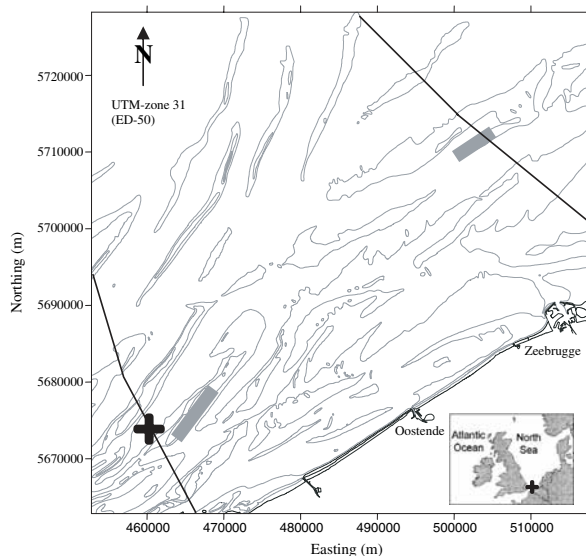 N
UTM-zone 31
(ED-50)
5720000
5710000
5700000
5690000
5680000
5670000
Northing (m)
Zeebrugge
Oostende
Atlantic
Ocean
North
Sea
460000
470000
480000
490000
500000
510000
Easting (m)